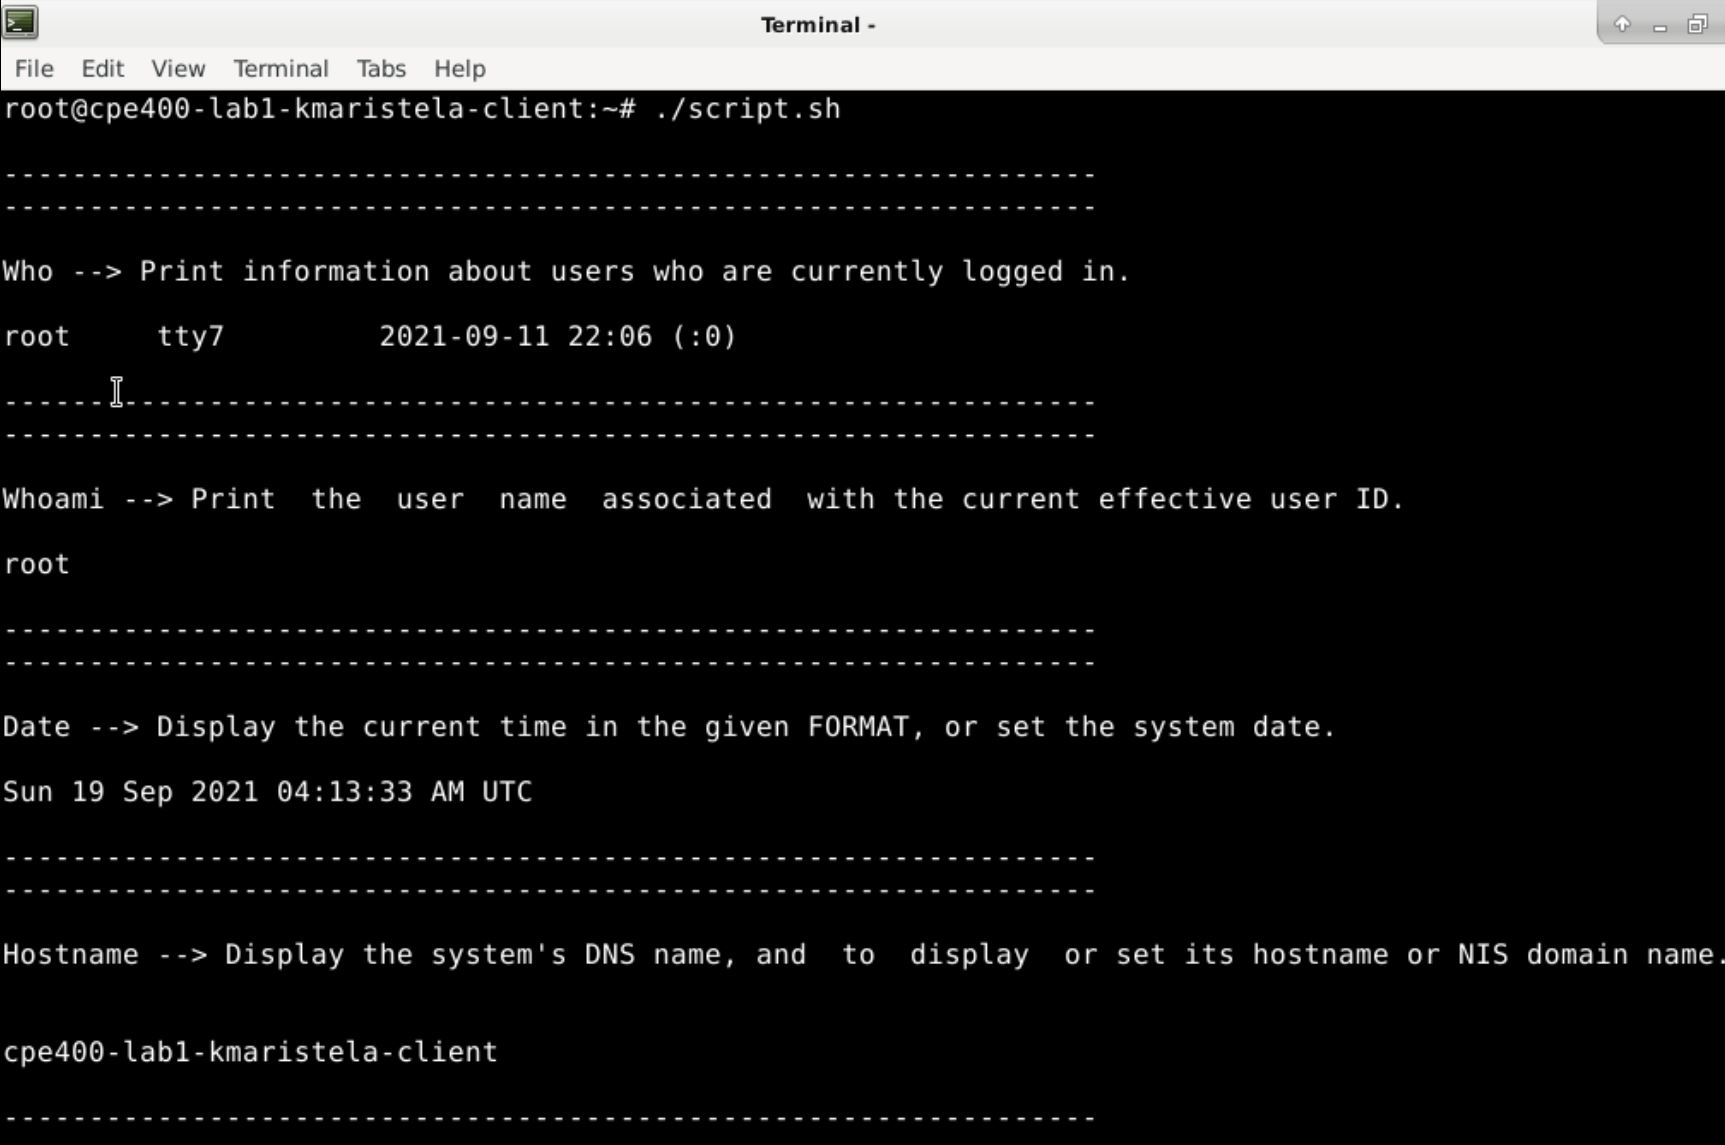 Terminal -
File Edit View Terminal Tabs Help
root@cpe400-lab1-kmaristela-client:~# ./script.sh
----------------------------------------------------------------
----------------------------------------------------------------
Who --> Print information about users who are currently logged in.
root     tty7         2021-09-11 22:06 (:0)
----------------------------------------------------------------
----------------------------------------------------------------
Whoami --> Print  the  user  name  associated  with the current effective user ID.
root
----------------------------------------------------------------
----------------------------------------------------------------
Date --> Display the current time in the given FORMAT, or set the system date.
Sun 19 Sep 2021 04:13:33 AM UTC
----------------------------------------------------------------
----------------------------------------------------------------
Hostname --> Display the system's DNS name, and  to  display  or set its hostname or NIS domain name.
cpe400-lab1-kmaristela-client
----------------------------------------------------------------